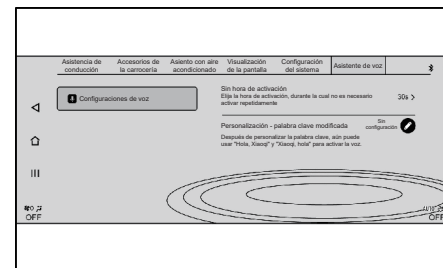 Asistencia de conducción
Accesorios de la carrocería
Asiento con aire acondicionado
Visualización de la pantalla
Configuración del sistema
Asistente de voz
Configuraciones de voz
Sin hora de activación
Elija la hora de activación, durante la cual no es necesario
activar repetidamente
30s >
Personalización - palabra clave modificada
Sin
configuración
Después de personalizar la palabra clave, aún puede
usar "Hola, Xiaoqi" y "Xiaoqi, hola" para activar la voz.
OFF
OFF